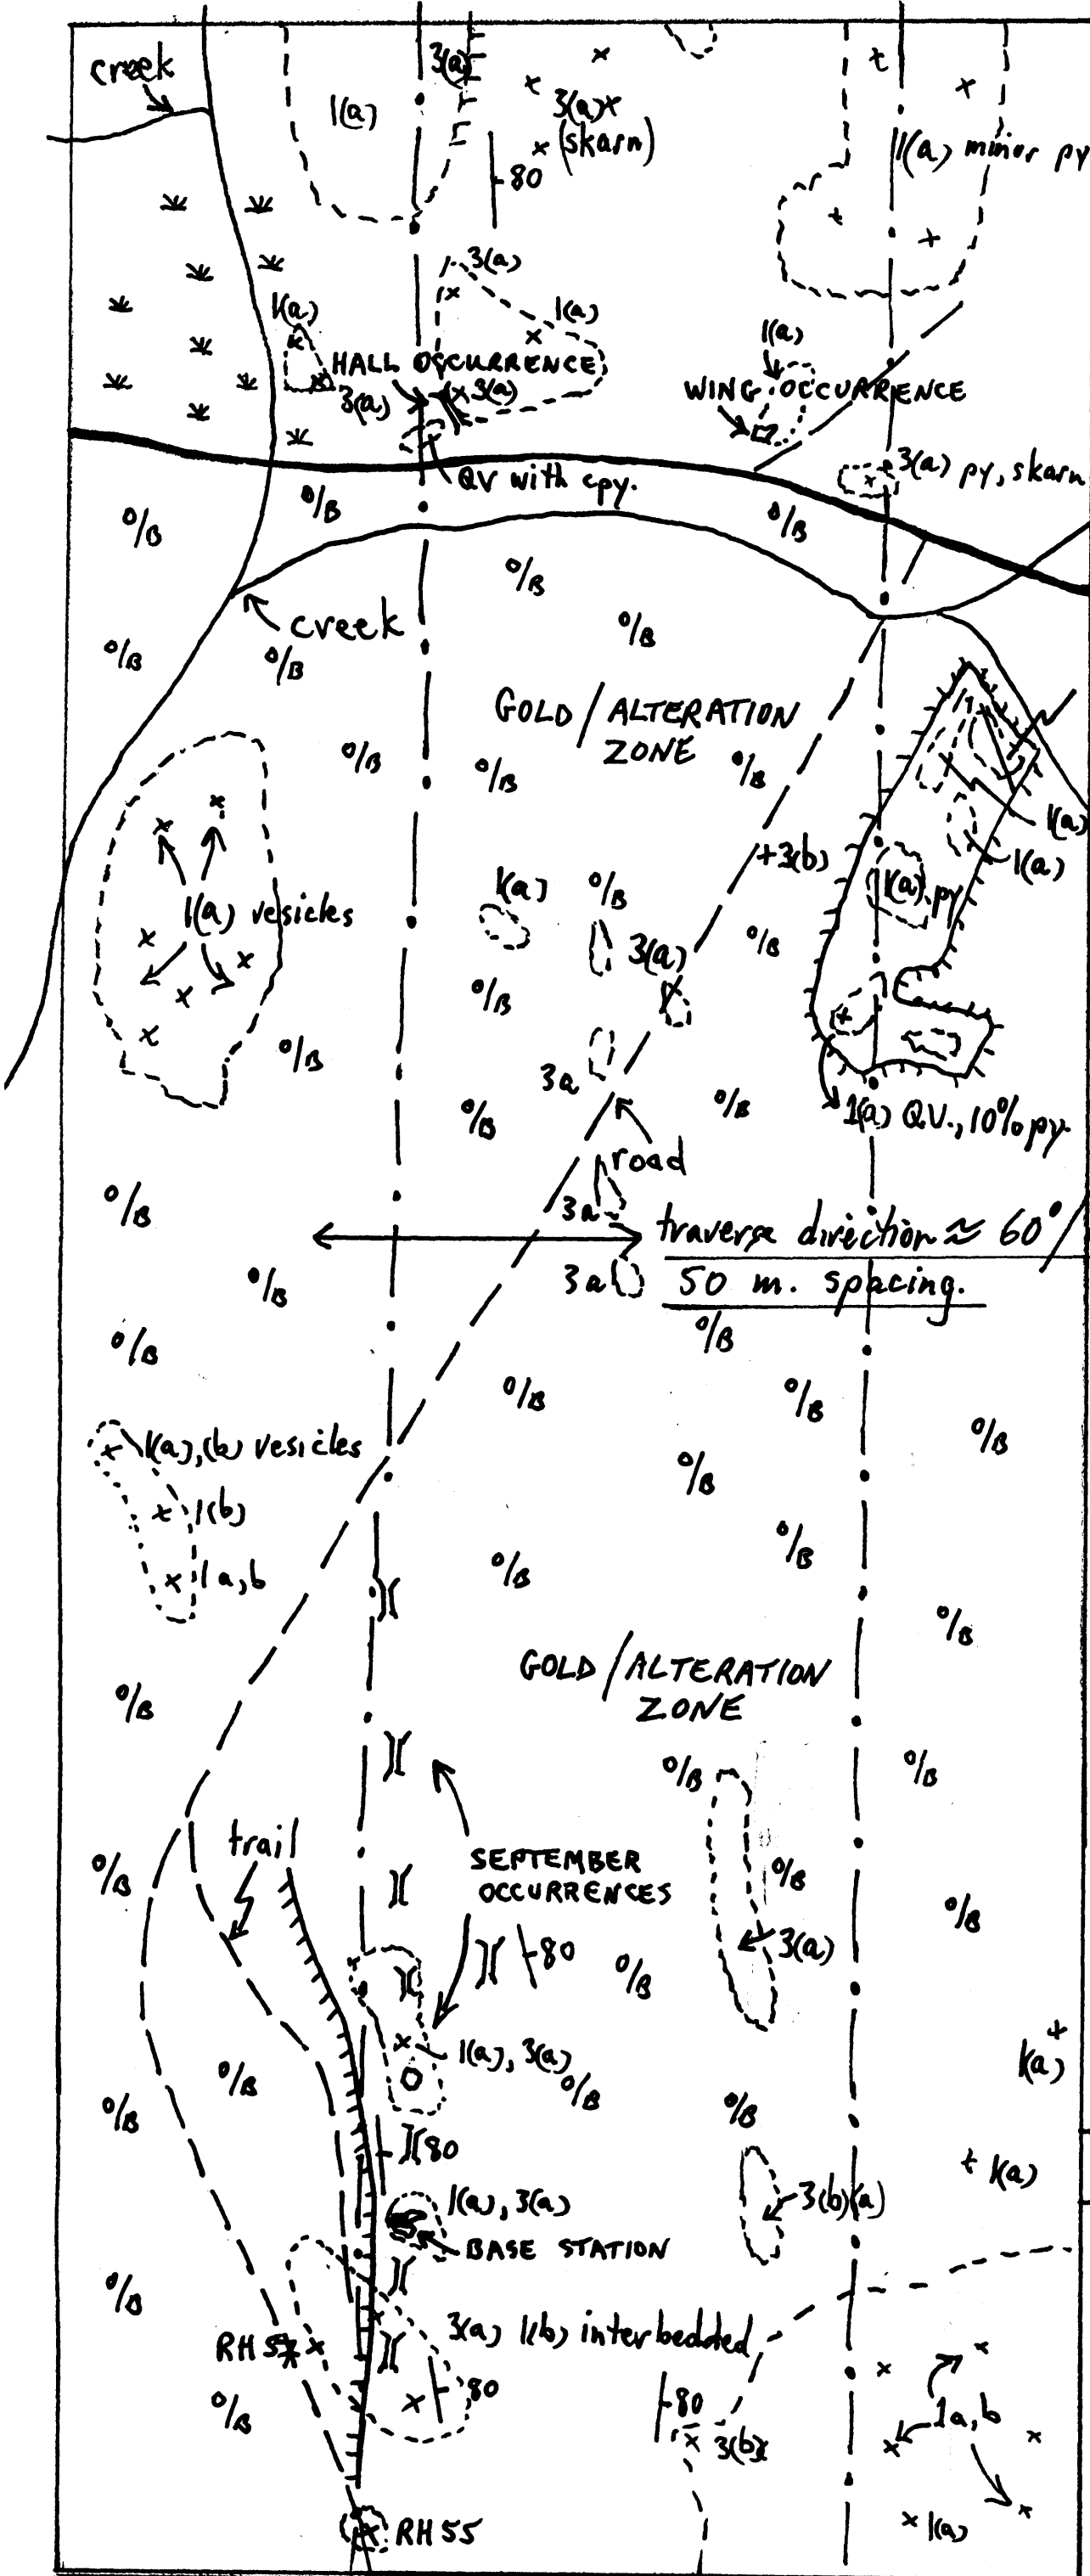 creek
3(a)
1(a)
3(a)
(skarn)
80
1(a) minor py
3(a)
1(a)
1(a)
1(a)
HALL OCCURRENCE
3(a)
3(a)
WING OCCURRENCE
3(a) py, skarn
QV with cpy.
O/B
O/B
O/B
O/B
creek
O/B
O/B
O/B
GOLD/ALTERATION
ZONE
O/B
O/B
O/B
1(a)
1(a)
+3(b)
1(a) py
1(a)
O/B
1(a) vesicles
3(a)
O/B
O/B
O/B
3a
O/B
O/B
1(a) QV., 10% py.
road
O/B
3a
traverse direction ≈ 60°/
50 m. spacing.
3a
O/B
O/B
O/B
O/B
O/B
O/B
1(a),(b) vesicles
O/B
1(b)
O/B
1a,b
O/B
O/B
GOLD/ALTERATION
ZONE
O/B
O/B
O/B
trail
SEPTEMBER
OCCURRENCES
O/B
O/B
O/B
80
3(a)
O/B
1(a), 3(a)
1(a)
O/B
O/B
O/B
O/B
80
1(a)
1(a), 3(a)
3(b)(a)
BASE STATION
O/B
3(a) 1(b) interbedded
80
80
O/B
1a,b
3(b)
RH55
1(a)